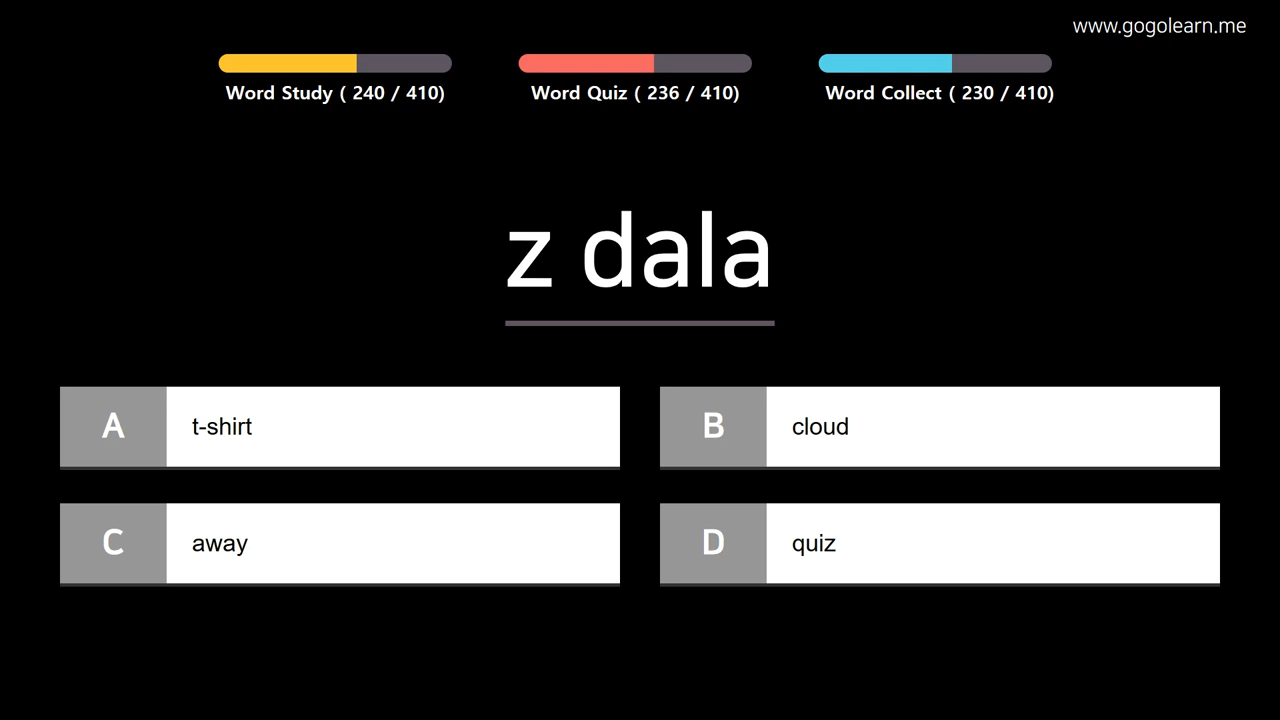 www.gogolearn.me
Word Study ( 240 / 410)
Word Quiz ( 236 / 410)
Word Collect ( 230 / 410)
z dala
A t-shirt
B cloud
C away
D quiz